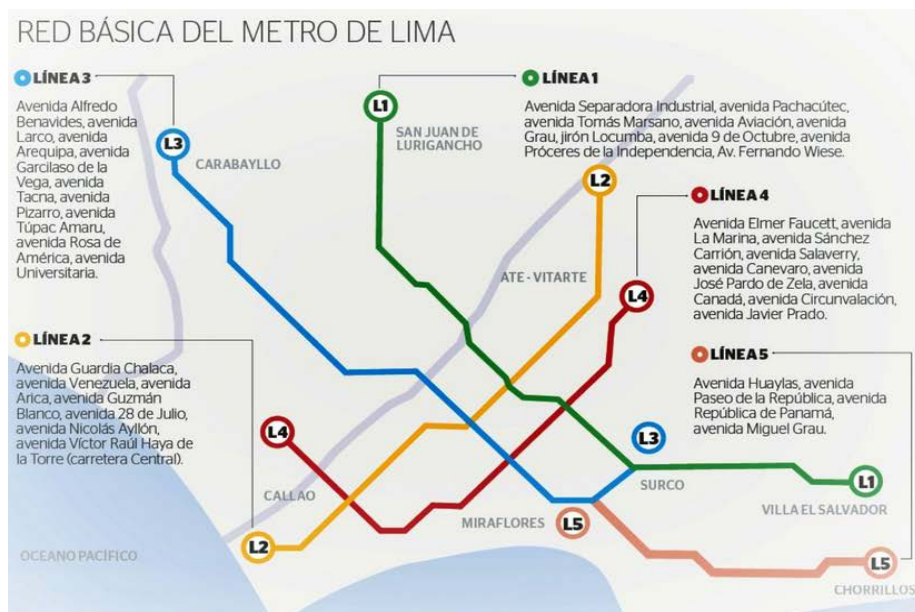 RED BÁSICA DEL METRO DE LIMA
LÍNEA 3
Avenida Alfredo
Benavides, avenida
Larco, avenida
Arequipa, avenida
Garcilaso de la
Vega, avenida
Tacna, avenida
Pizarro, avenida
Túpac Amaru,
avenida Rosa de
América, avenida
Universitaria.
LÍNEA 1
Avenida Separadora Industrial, avenida Pachacútec,
avenida Tomás Marsano, avenida Aviación, avenida
Grau, jirón Locumba, avenida 9 de Octubre, avenida
Próceres de la Independencia, Av. Fernando Wiese.
L3
CARABAYLLO
L1
SAN JUAN DE
LURIGANCHO
L2
ATE - VITARTE
LÍNEA 4
Avenida Elmer Faucett, avenida
La Marina, avenida Sánchez
Carrión, avenida Salaverry,
avenida Canevaro, avenida
José Pardo de Zela, avenida
Canadá, avenida Circunvalación,
avenida Javier Prado.
L4
LÍNEA 2
Avenida Guardia Chalaca,
avenida Venezuela, avenida
Arica, avenida Guzmán
Blanco, avenida 28 de Julio,
avenida Nicolás Ayllón,
avenida Víctor Raúl Haya de
la Torre (carretera Central).
LÍNEA 5
Avenida Huaylas, avenida
Paseo de la República, avenida
República de Panamá,
avenida Miguel Grau.
L4
CALLAO
L3
SURCO
L1
VILLA EL SALVADOR
MIRAFLORES
L5
L2
OCEANO PACÍFICO
L5
CHORRILLOS